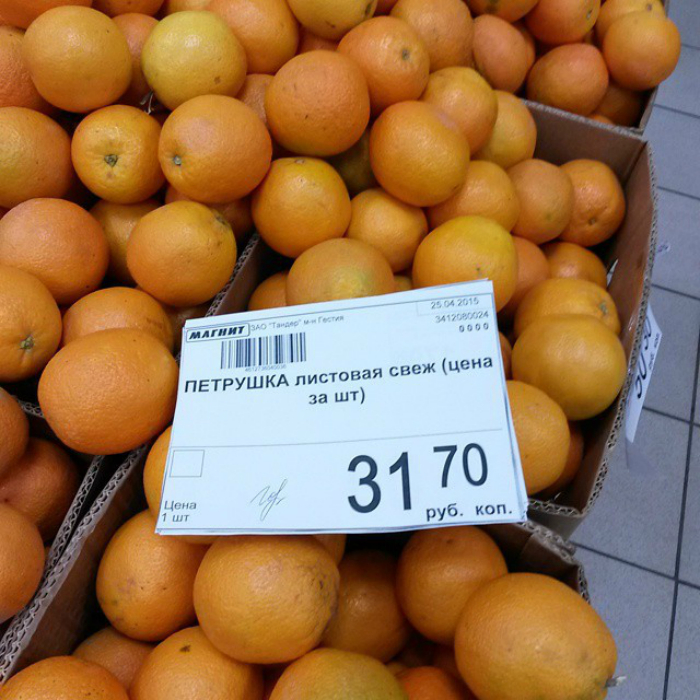 МАГНИТ ЗАО "Тандер" м-н Гестия
25.04.2015
3412080024
0000
ПЕТРУШКА листовая свеж (цена
за шт)
Цена
1 шт
31 70
руб. коп.